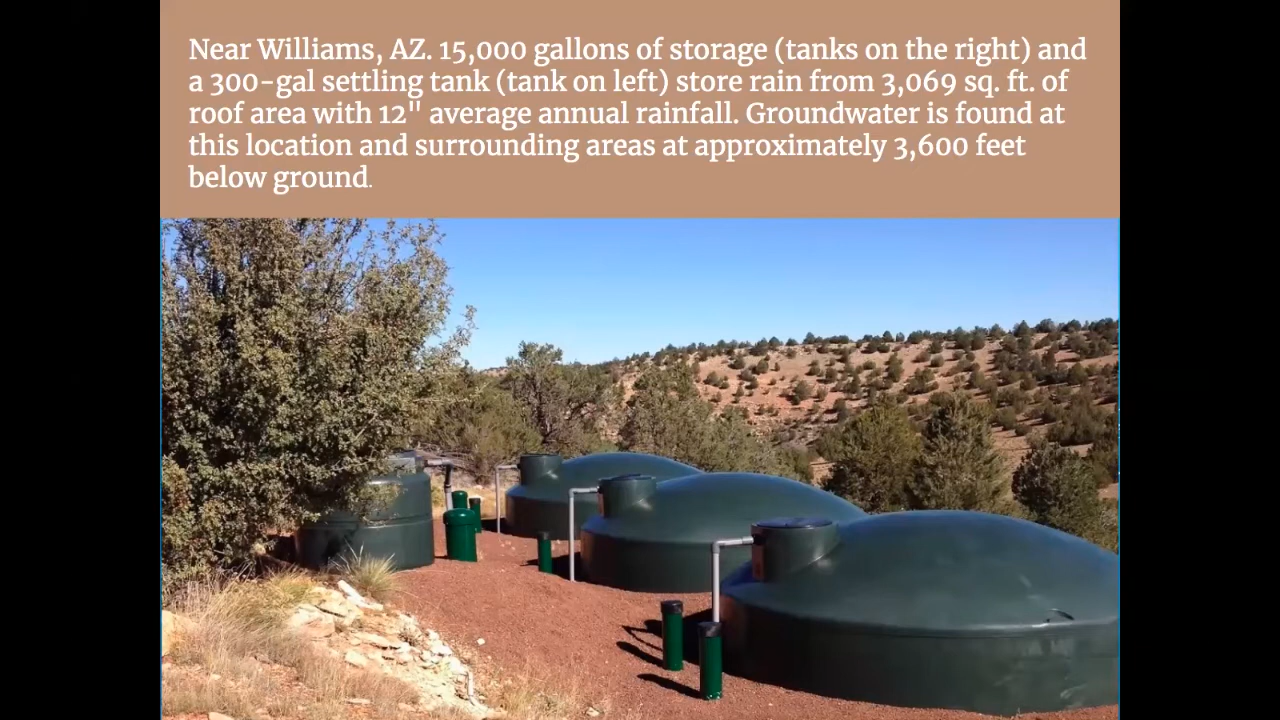 Near Williams, AZ. 15,000 gallons of storage (tanks on the right) and
a 300-gal settling tank (tank on left) store rain from 3,069 sq. ft. of
roof area with 12" average annual rainfall. Groundwater is found at
this location and surrounding areas at approximately 3,600 feet
below ground.